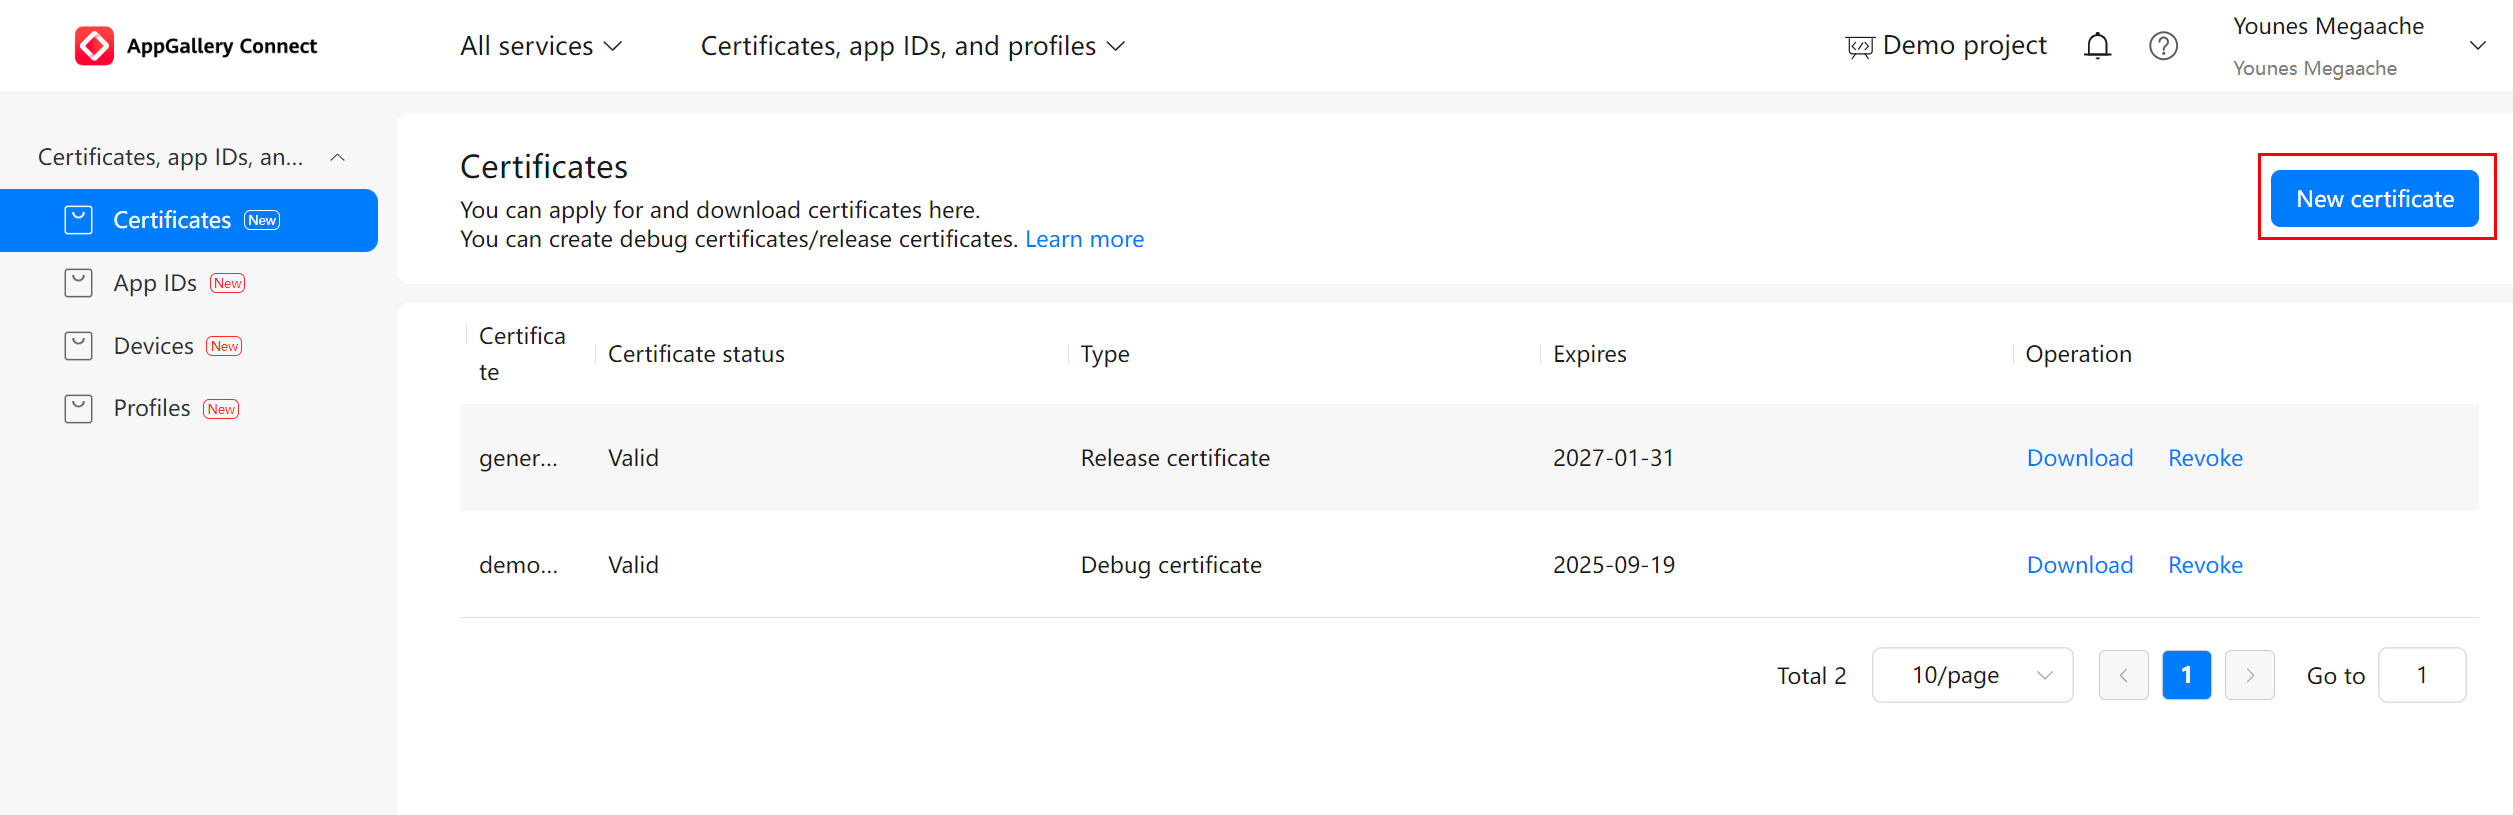 AppGallery Connect
All services
Certificates, app IDs, and profiles
Demo project
Younes Megaache
Younes Megaache
Certificates, app IDs, an...
Certificates New
App IDs New
Devices New
Profiles New
Certificates
You can apply for and download certificates here.
You can create debug certificates/release certificates. Learn more
New certificate
Certifica
te
Certificate status
Type
Expires
Operation
gener... Valid Release certificate 2027-01-31 Download Revoke
demo... Valid Debug certificate 2025-09-19 Download Revoke
Total 2 10/page 1 Go to 1